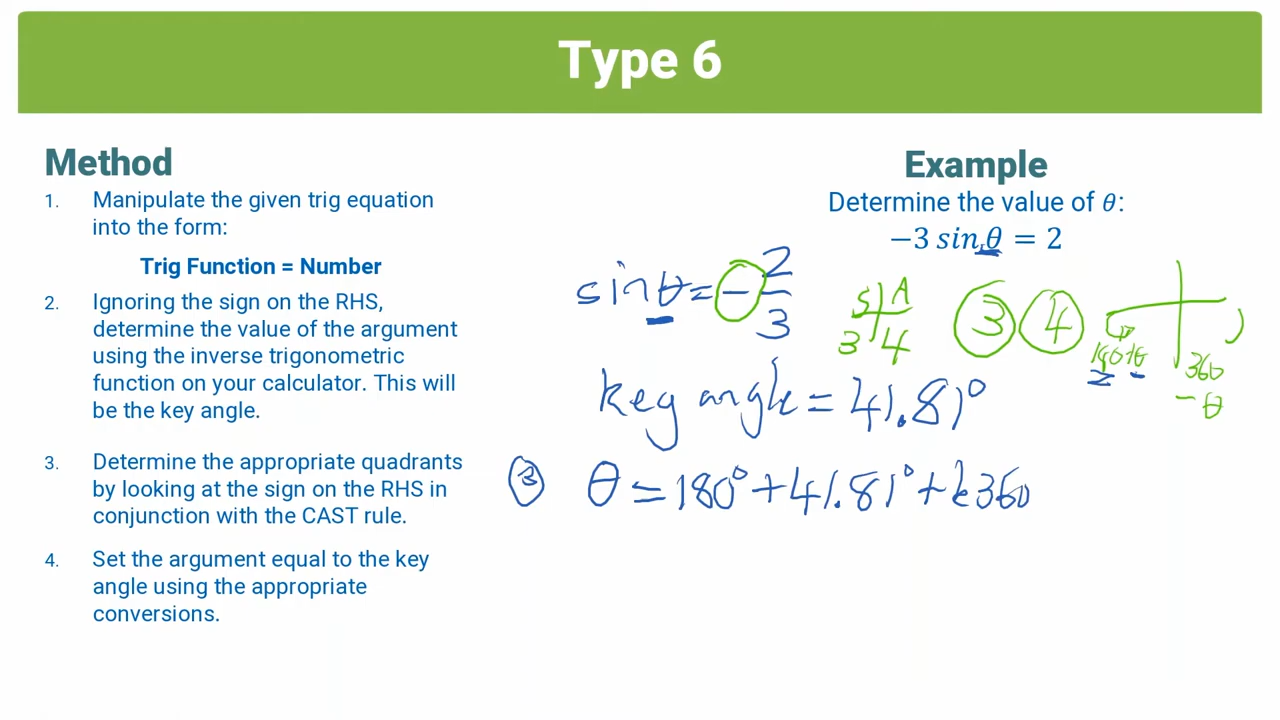 Type 6
Method
1. Manipulate the given trig equation
into the form:
Trig Function = Number
2. Ignoring the sign on the RHS,
determine the value of the argument
using the inverse trigonometric
function on your calculator. This will
be the key angle.
3. Determine the appropriate quadrants
by looking at the sign on the RHS in
conjunction with the CAST rule.
4. Set the argument equal to the key
angle using the appropriate
conversions.
Example
Determine the value of θ:
−3 sin θ = 2
sin θ = − 2/3
S A
3 4
3 4
180+θ
360
− θ
key angle = 41.81°
3 θ = 180° + 41.81° + k360